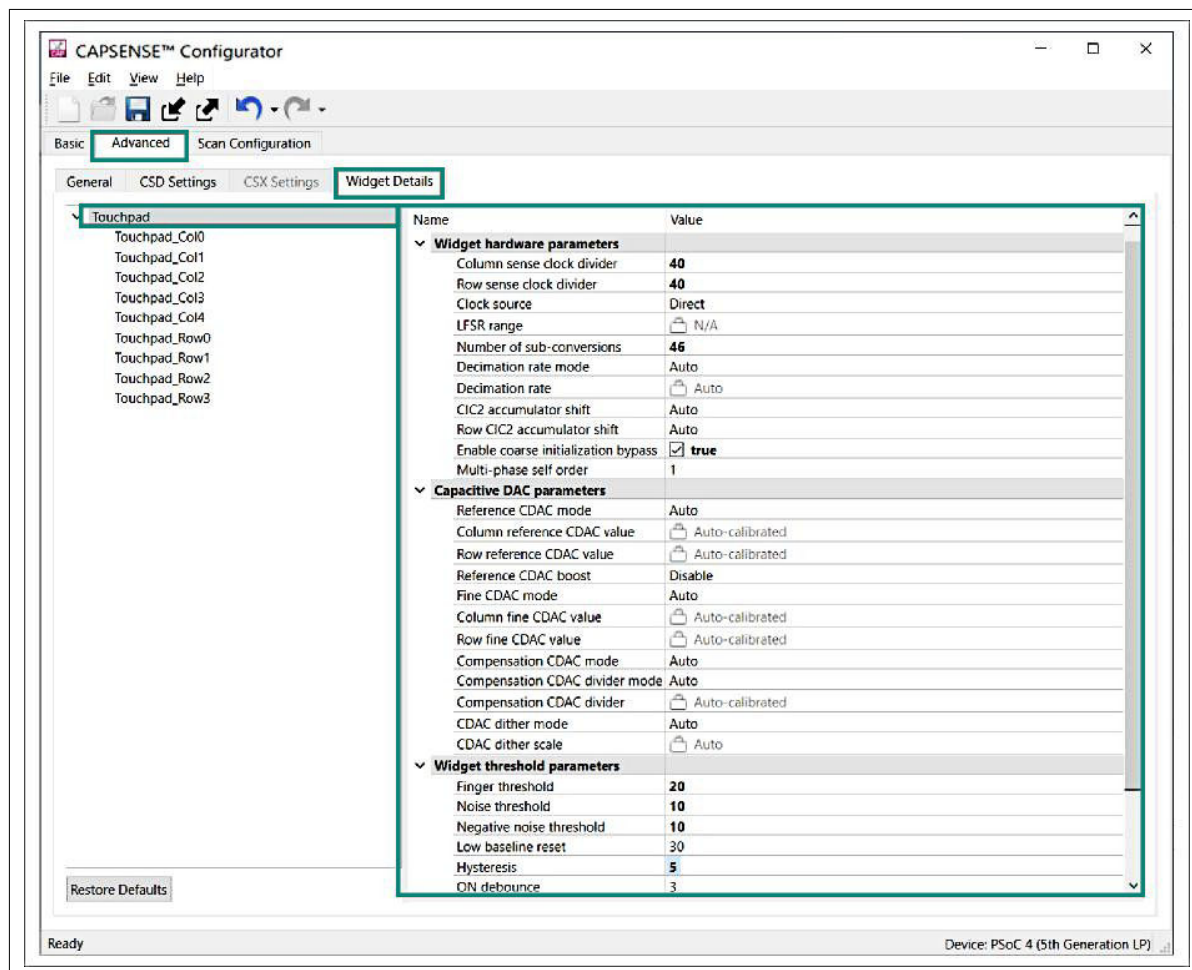 CAPSENSE™ Configurator
File Edit View Help
Basic Advanced Scan Configuration
General CSD Settings CSX Settings Widget Details
Touchpad
Touchpad_Col0
Touchpad_Col1
Touchpad_Col2
Touchpad_Col3
Touchpad_Col4
Touchpad_Row0
Touchpad_Row1
Touchpad_Row2
Touchpad_Row3
Restore Defaults
Name Value
Widget hardware parameters
Column sense clock divider 40
Row sense clock divider 40
Clock source Direct
LFSR range N/A
Number of sub-conversions 46
Decimation rate mode Auto
Decimation rate Auto
CIC2 accumulator shift Auto
Row CIC2 accumulator shift Auto
Enable coarse initialization bypass true
Multi-phase self order 1
Capacitive DAC parameters
Reference CDAC mode Auto
Column reference CDAC value Auto-calibrated
Row reference CDAC value Auto-calibrated
Reference CDAC boost Disable
Fine CDAC mode Auto
Column fine CDAC value Auto-calibrated
Row fine CDAC value Auto-calibrated
Compensation CDAC mode Auto
Compensation CDAC divider mode Auto
Compensation CDAC divider Auto-calibrated
CDAC dither mode Auto
CDAC dither scale Auto
Widget threshold parameters
Finger threshold 20
Noise threshold 10
Negative noise threshold 10
Low baseline reset 30
Hysteresis 5
ON debounce 3
Ready Device: PSoC 4 (5th Generation LP)